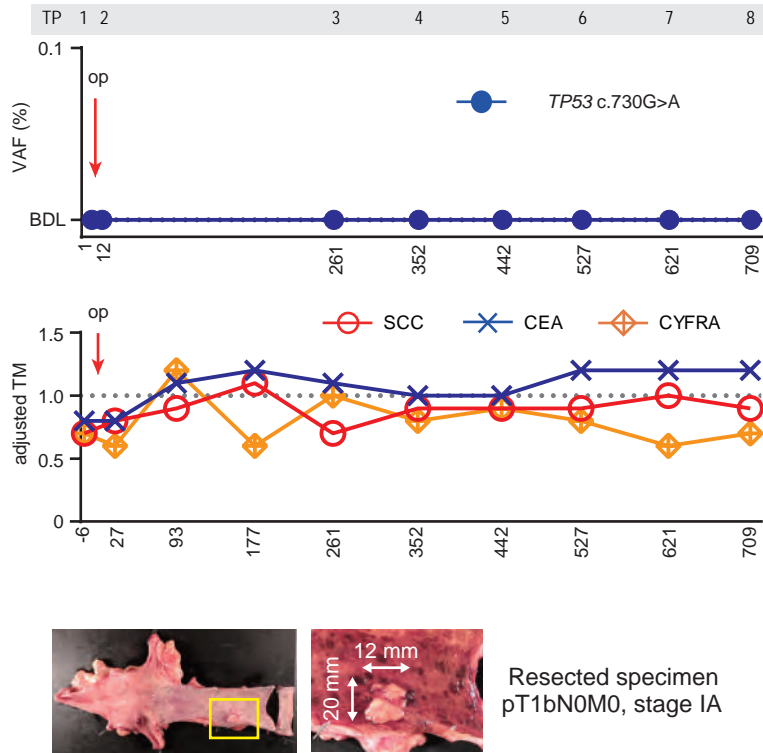 TP 1 2 3 4 5 6 7 8
0.1
op
TP53 c.730G>A
VAF (%)
BDL
1 12 261 352 442 527 621 709
op
SCC CEA CYFRA
1.5
1.0
adjusted TM
0.5
0
-6 27 93 177 261 352 442 527 621 709
12 mm
20 mm
Resected specimen
pT1bN0M0, stage IA